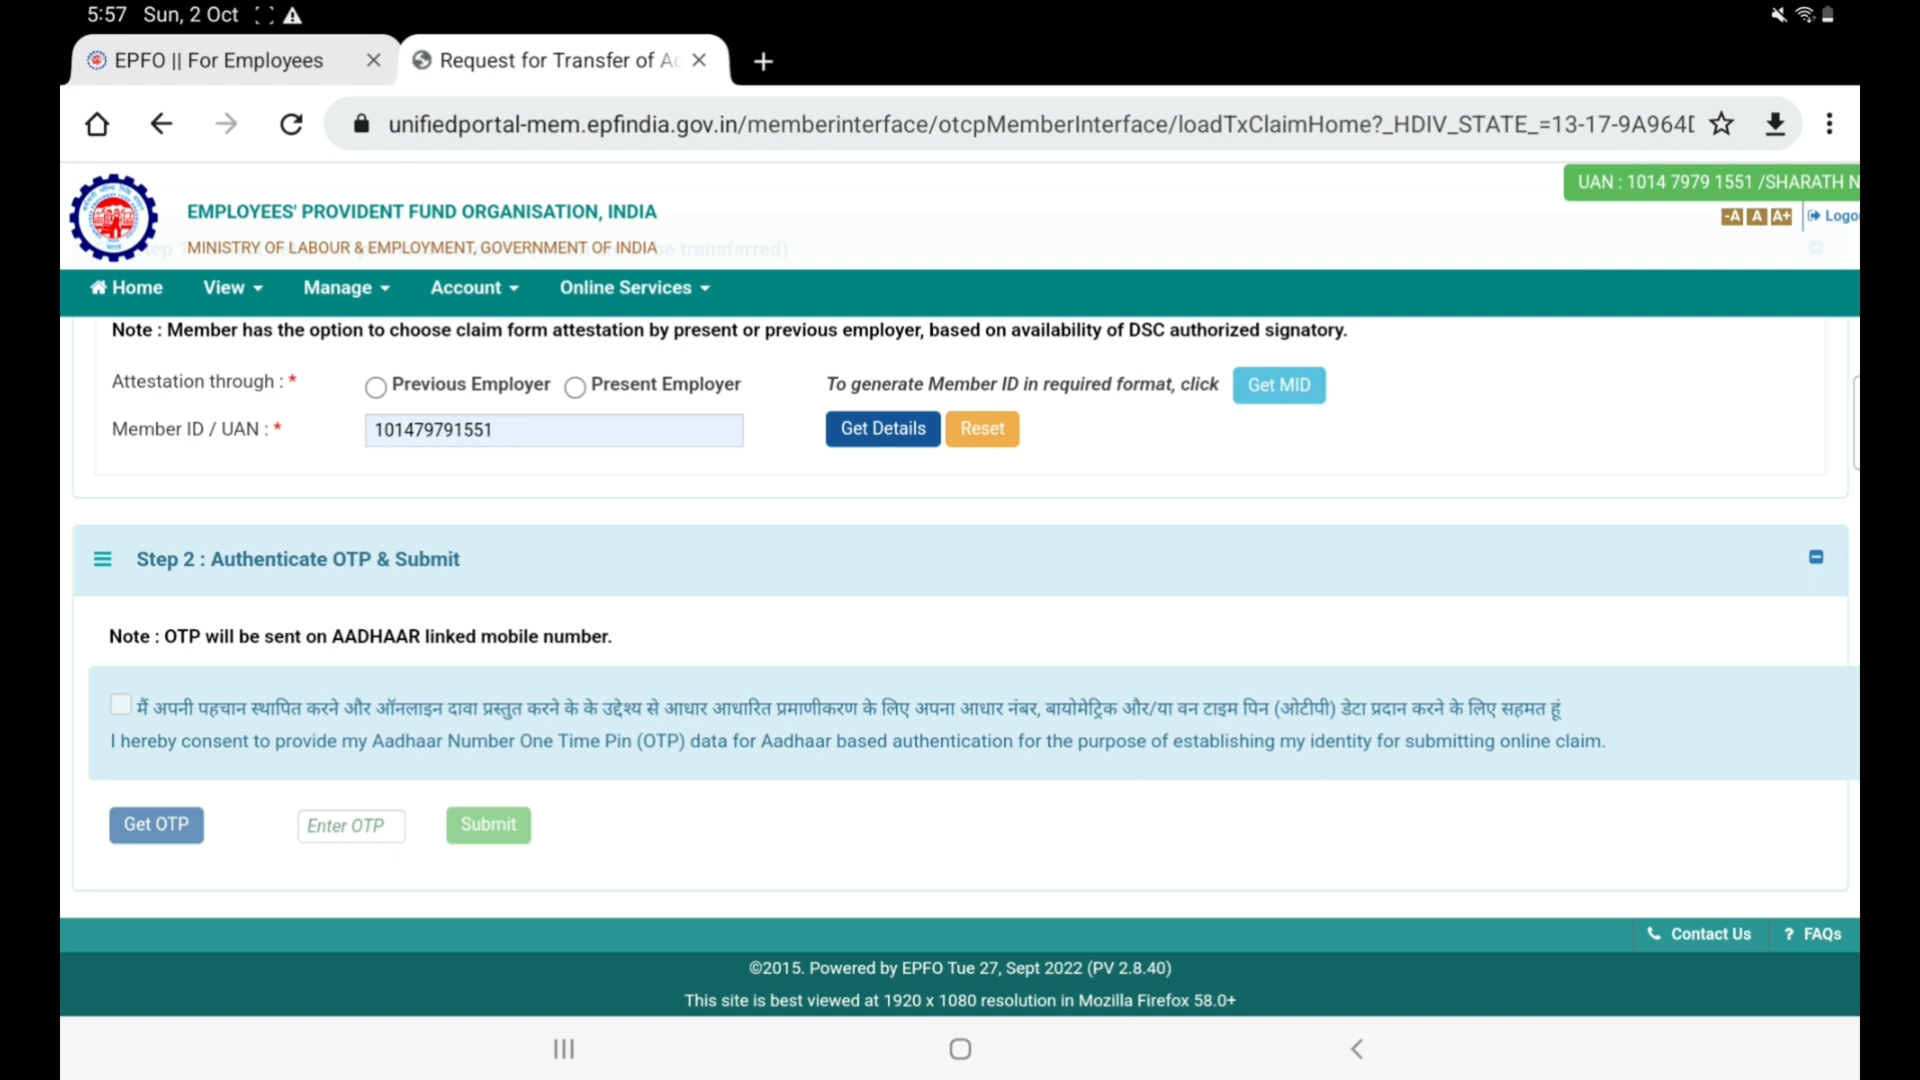 5:57 Sun, 2 Oct
EPFO || For Employees
Request for Transfer of Ac
unifiedportal-mem.epfindia.gov.in/memberinterface/otcpMemberInterface/loadTxClaimHome?_HDIV_STATE_=13-17-9A964D
UAN : 1014 7979 1551 /SHARATH N
EMPLOYEES' PROVIDENT FUND ORGANISATION, INDIA
-A A A+ Logo
MINISTRY OF LABOUR & EMPLOYMENT, GOVERNMENT OF INDIA
be transferred)
Home View Manage Account Online Services
Note : Member has the option to choose claim form attestation by present or previous employer, based on availability of DSC authorized signatory.
Attestation through : * Previous Employer Present Employer To generate Member ID in required format, click Get MID
Member ID / UAN : * 101479791551 Get Details Reset
Step 2 : Authenticate OTP & Submit
Note : OTP will be sent on AADHAAR linked mobile number.
मैं अपनी पहचान स्थापित करने और ऑनलाइन दावा प्रस्तुत करने के के उद्देश्य से आधार आधारित प्रमाणीकरण के लिए अपना आधार नंबर, बायोमेट्रिक और/या वन टाइम पिन (ओटीपी) डेटा प्रदान करने के लिए सहमत हूं
I hereby consent to provide my Aadhaar Number One Time Pin (OTP) data for Aadhaar based authentication for the purpose of establishing my identity for submitting online claim.
Get OTP Enter OTP Submit
Contact Us ? FAQs
©2015. Powered by EPFO Tue 27, Sept 2022 (PV 2.8.40)
This site is best viewed at 1920 x 1080 resolution in Mozilla Firefox 58.0+